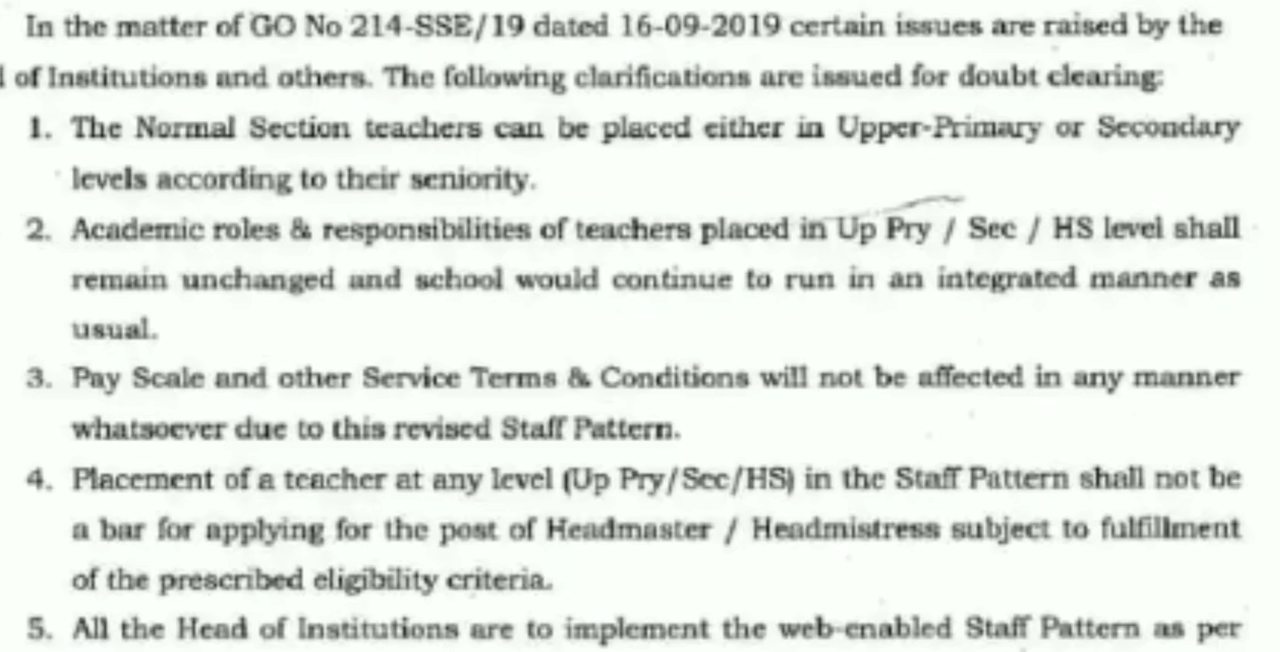 In the matter of GO No 214-SSE/19 dated 16-09-2019 certain issues are raised by the
of Institutions and others. The following clarifications are issued for doubt clearing:
1. The Normal Section teachers can be placed either in Upper-Primary or Secondary
levels according to their seniority.
2. Academic roles & responsibilities of teachers placed in Up Pry / Sec / HS level shall
remain unchanged and school would continue to run in an integrated manner as
usual.
3. Pay Scale and other Service Terms & Conditions will not be affected in any manner
whatsoever due to this revised Staff Pattern.
4. Placement of a teacher at any level (Up Pry/Sec/HS) in the Staff Pattern shall not be
a bar for applying for the post of Headmaster / Headmistress subject to fulfillment
of the prescribed eligibility criteria.
5. All the Head of Institutions are to implement the web-enabled Staff Pattern as per